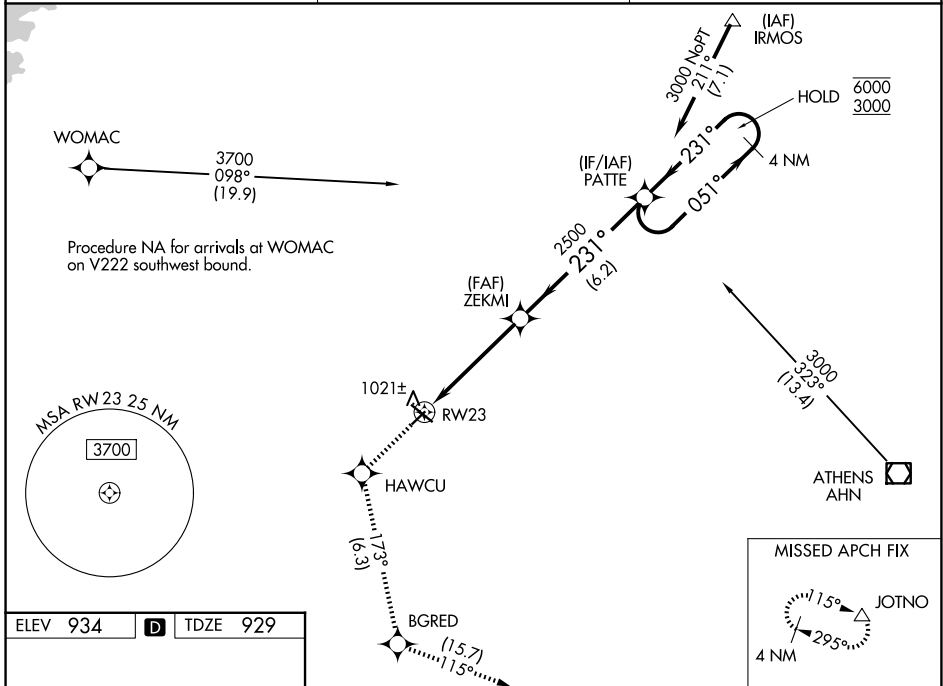 (IAF)
IRMOS
3000 NoPT
211°
(7.1)
HOLD
6000
3000
4 NM
231°
051°
(IF/IAF)
PATTE
WOMAC
3700
098°
(19.9)
Procedure NA for arrivals at WOMAC
on V222 southwest bound.
2500
231°
(6.2)
(FAF)
ZEKMI
3000
323°
(13.4)
1021±
RW23
MSA RW23 25 NM
3700
HAWCU
ATHENS
AHN
173°
(6.3)
MISSED APCH FIX
115°
JOTNO
295°
4 NM
BGRED
(15.7)
115°
ELEV 934 D TDZE 929